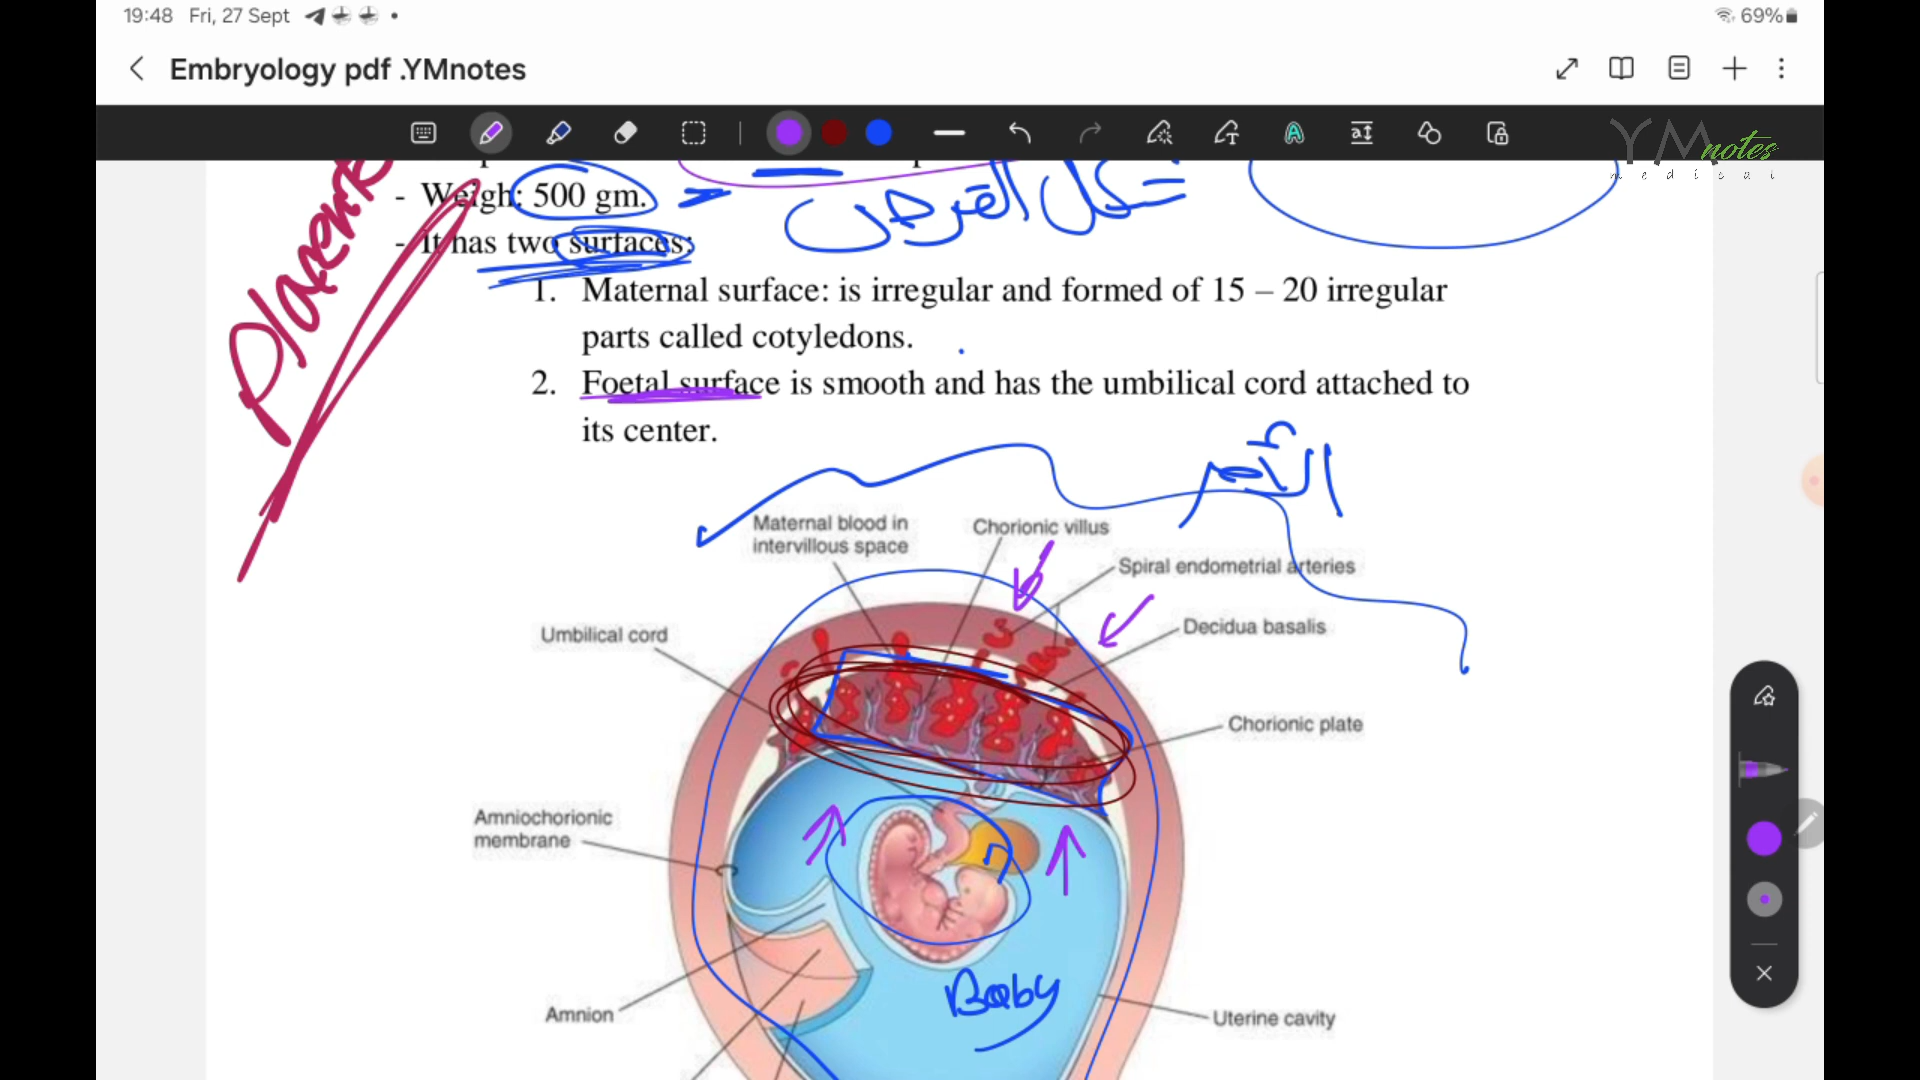 19:48 Fri, 27 Sept 69%
Embryology pdf .YMnotes
YMnotes
medical
- Weigh: 500 gm.
شكل القرص
- It has two surfaces:
1. Maternal surface: is irregular and formed of 15 – 20 irregular
parts called cotyledons.
2. Foetal surface is smooth and has the umbilical cord attached to
its center.
Maternal blood in
intervillous space
Chorionic villus
Spiral endometrial arteries
Umbilical cord
Decidua basalis
Chorionic plate
Amniochorionic
membrane
Baby
Amnion
Uterine cavity